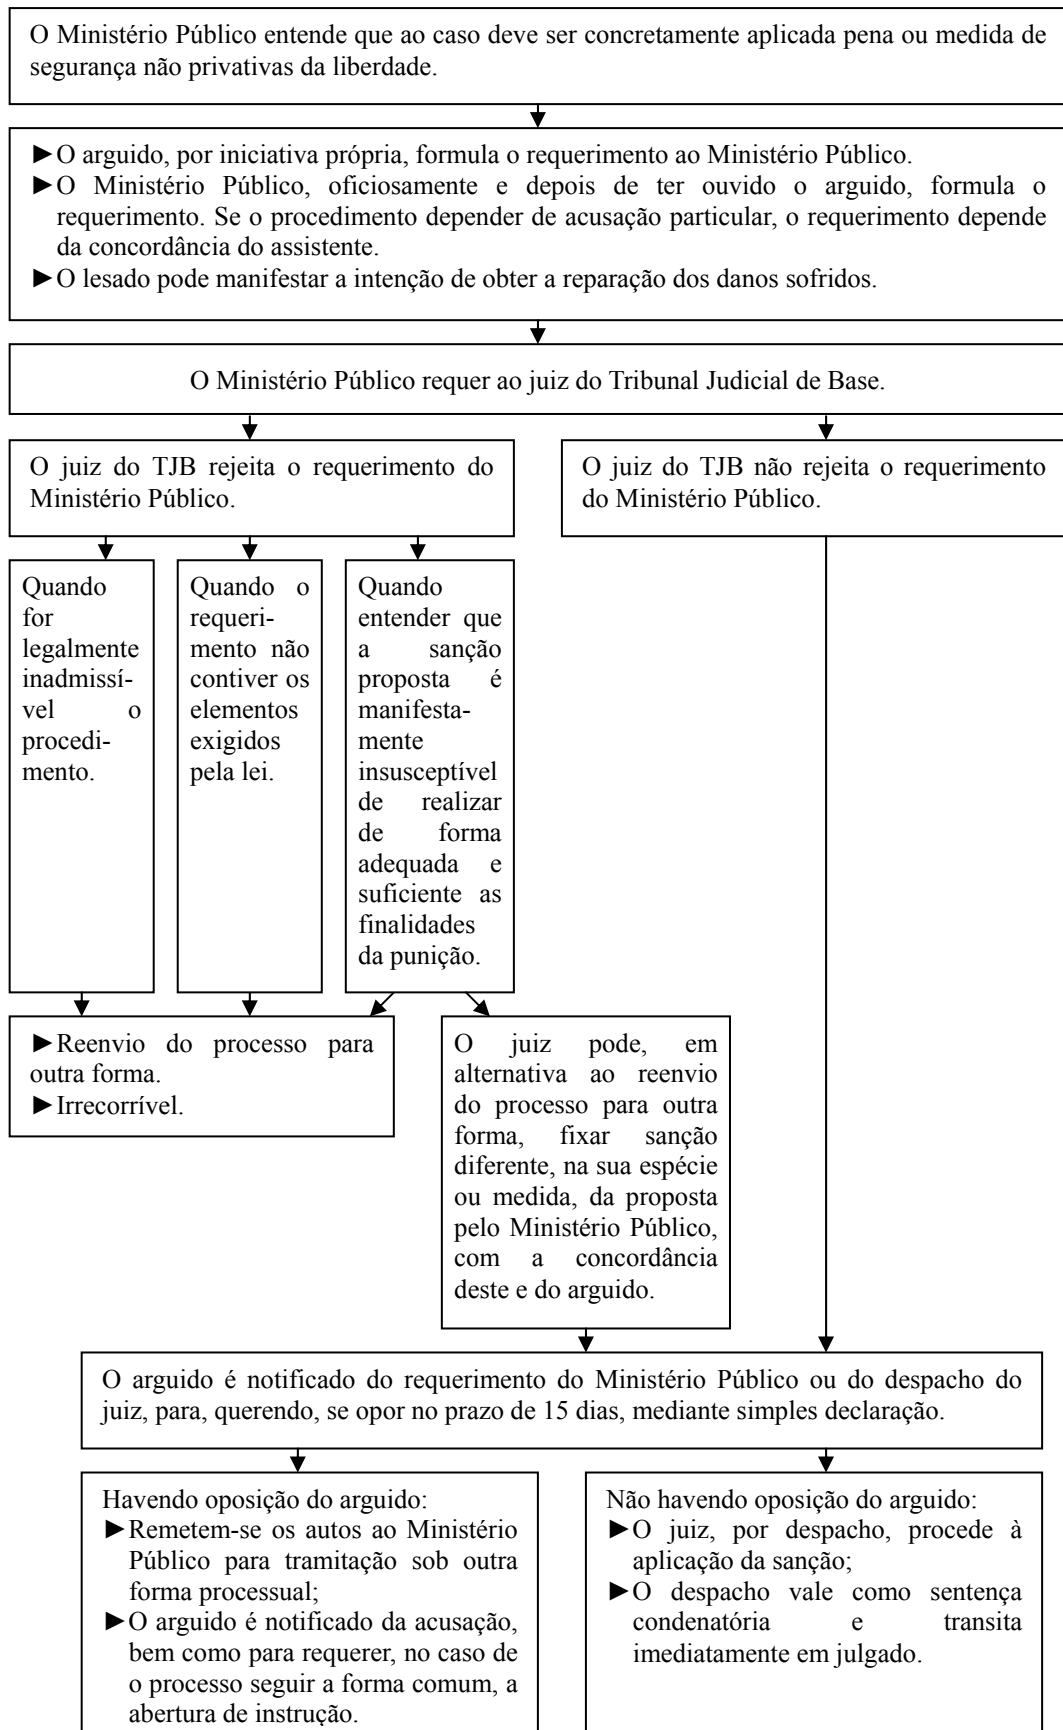 O Ministério Público entende que ao caso deve ser concretamente aplicada pena ou medida de
segurança não privativas da liberdade.
►O arguido, por iniciativa própria, formula o requerimento ao Ministério Público.
►O Ministério Público, oficiosamente e depois de ter ouvido o arguido, formula o
requerimento. Se o procedimento depender de acusação particular, o requerimento depende
da concordância do assistente.
►O lesado pode manifestar a intenção de obter a reparação dos danos sofridos.
O Ministério Público requer ao juiz do Tribunal Judicial de Base.
O juiz do TJB rejeita o requerimento do
Ministério Público.
O juiz do TJB não rejeita o requerimento
do Ministério Público.
Quando
for
legalmente
inadmissí-
vel o
procedi-
mento.
Quando o
requeri-
mento não
contiver os
elementos
exigidos
pela lei.
Quando
entender que
a sanção
proposta é
manifesta-
mente
insusceptível
de realizar
de forma
adequada e
suficiente as
finalidades
da punição.
►Reenvio do processo para
outra forma.
►Irrecorrível.
O juiz pode, em
alternativa ao reenvio
do processo para outra
forma, fixar sanção
diferente, na sua espécie
ou medida, da proposta
pelo Ministério Público,
com a concordância
deste e do arguido.
O arguido é notificado do requerimento do Ministério Público ou do despacho do
juiz, para, querendo, se opor no prazo de 15 dias, mediante simples declaração.
Havendo oposição do arguido:
►Remetem-se os autos ao Ministério
Público para tramitação sob outra
forma processual;
►O arguido é notificado da acusação,
bem como para requerer, no caso de
o processo seguir a forma comum, a
abertura de instrução.
Não havendo oposição do arguido:
►O juiz, por despacho, procede à
aplicação da sanção;
►O despacho vale como sentença
condenatória e transita
imediatamente em julgado.